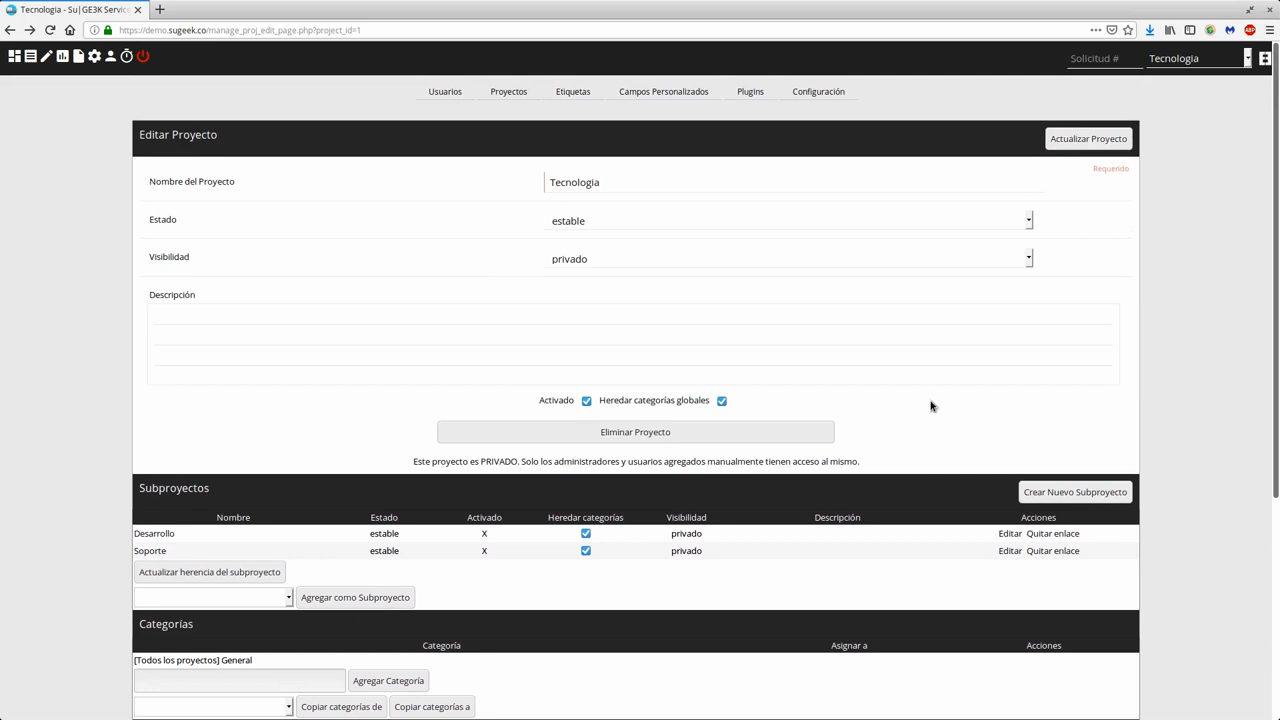 Tecnologia - Su|GE3K Service
https://demo.sugeek.co/manage_proj_edit_page.php?project_id=1
ABP
Solicitud #
Tecnologia
Usuarios
Proyectos
Etiquetas
Campos Personalizados
Plugins
Configuración
Editar Proyecto
Actualizar Proyecto
Requerido
Nombre del Proyecto
Tecnologia
Estado
estable
Visibilidad
privado
Descripción
Activado
Heredar categorías globales
Eliminar Proyecto
Este proyecto es PRIVADO. Solo los administradores y usuarios agregados manualmente tienen acceso al mismo.
Subproyectos
Crear Nuevo Subproyecto
Nombre Estado Activado Heredar categorías Visibilidad Descripción Acciones
Desarrollo estable X privado Editar Quitar enlace
Soporte estable X privado Editar Quitar enlace
Actualizar herencia del subproyecto
Agregar como Subproyecto
Categorías
Categoría Asignar a Acciones
[Todos los proyectos] General
Agregar Categoría
Copiar categorías de Copiar categorías a